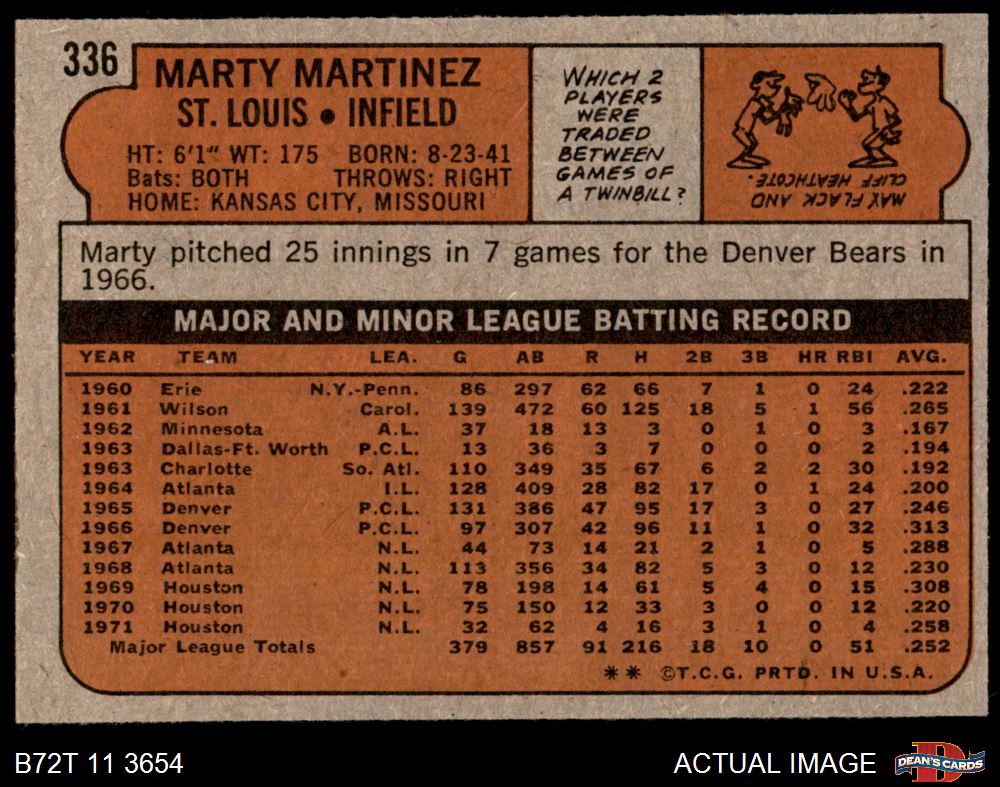 336
MARTY MARTINEZ
ST. LOUIS • INFIELD
HT: 6'1" WT: 175 BORN: 8-23-41
Bats: BOTH THROWS: RIGHT
HOME: KANSAS CITY, MISSOURI
WHICH 2
PLAYERS
WERE
TRADED
BETWEEN
GAMES OF
A TWINBILL?
MAX FLACK AND
CLIFF HEATHCOTE.
Marty pitched 25 innings in 7 games for the Denver Bears in
1966.
MAJOR AND MINOR LEAGUE BATTING RECORD
YEAR TEAM LEA. G AB R H 2B 3B HR RBI AVG.
1960 Erie N.Y.-Penn. 86 297 62 66 7 1 0 24 .222
1961 Wilson Carol. 139 472 60 125 18 5 1 56 .265
1962 Minnesota A.L. 37 18 13 3 0 1 0 3 .167
1963 Dallas-Ft. Worth P.C.L. 13 36 3 7 0 0 0 2 .194
1963 Charlotte So. Atl. 110 349 35 67 6 2 2 30 .192
1964 Atlanta I.L. 128 409 28 82 17 0 1 24 .200
1965 Denver P.C.L. 131 386 47 95 17 3 0 27 .246
1966 Denver P.C.L. 97 307 42 96 11 1 0 32 .313
1967 Atlanta N.L. 44 73 14 21 2 1 0 5 .288
1968 Atlanta N.L. 113 356 34 82 5 3 0 12 .230
1969 Houston N.L. 78 198 14 61 5 4 0 15 .308
1970 Houston N.L. 75 150 12 33 3 0 0 12 .220
1971 Houston N.L. 32 62 4 16 3 1 0 4 .258
Major League Totals 379 857 91 216 18 10 0 51 .252
** ©T.C.G. PRTD. IN U.S.A.
B72T 11 3654
ACTUAL IMAGE
DEAN'S CARDS